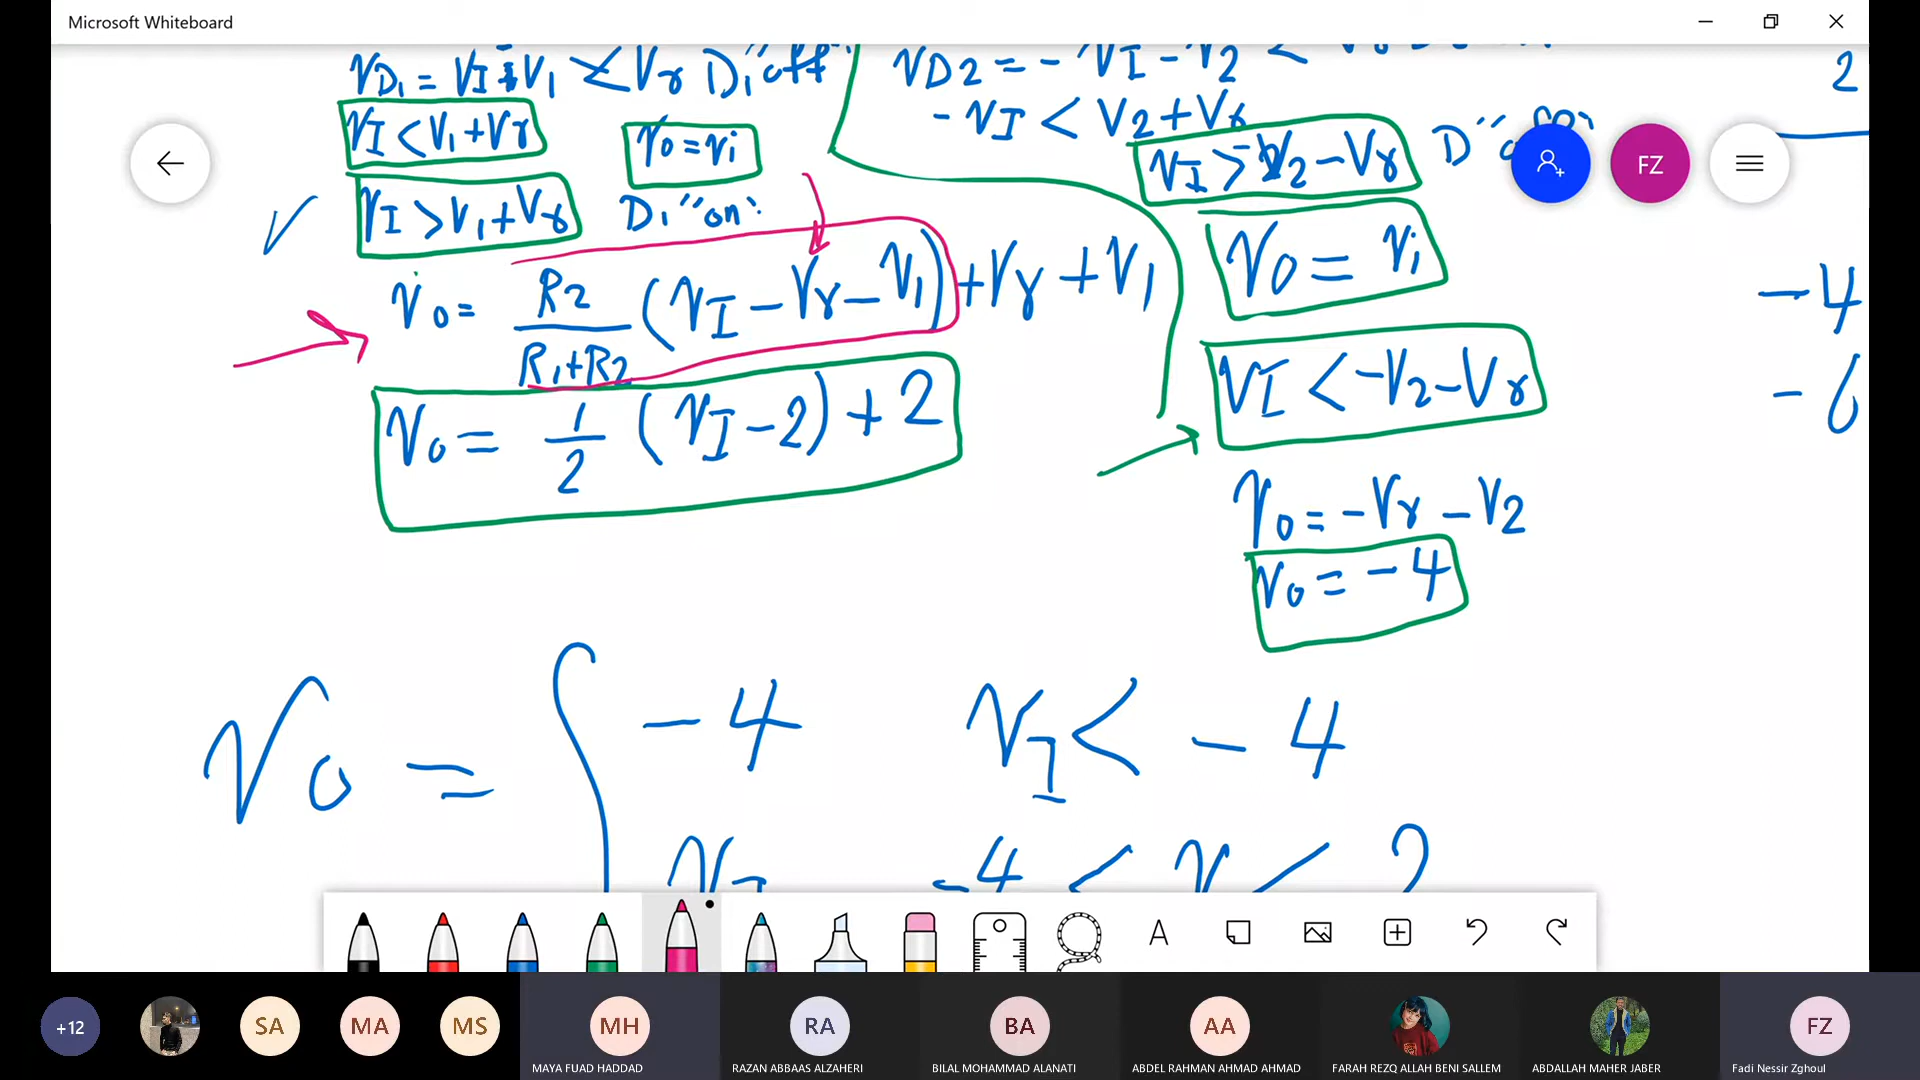 Microsoft Whiteboard
VD1 = VI - V1 < Vγ D1 "off"
VD2 = - VI - V2 <
VI < V1 + Vγ
Vo = vi
- VI < V2 + Vγ
VI > -V2 - Vγ
2
VI > V1 + Vγ
D1 "on"
Vo = R2/(R1+R2) (VI - Vγ - V1) + Vγ + V1
Vo = vi
-4
VI < -V2 - Vγ
-6
Vo = 1/2 (VI - 2) + 2
Vo = -Vγ - V2
Vo = -4
Vo = { -4 VI < -4
VI -4 < V < 2
FZ
A
+12
SA
MA
MS
MH
RA
BA
AA
FZ
MAYA FUAD HADDAD
RAZAN ABBAAS ALZAHERI
BILAL MOHAMMAD ALANATI
ABDEL RAHMAN AHMAD AHMAD
FARAH REZQ ALLAH BENI SALLEM
ABDALLAH MAHER JABER
Fadi Nessir Zghoul